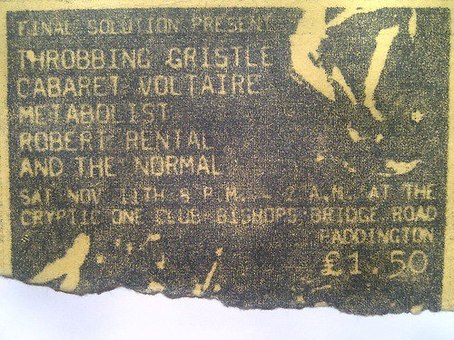 FINAL SOLUTION PRESENT
THROBBING GRISTLE
CABARET VOLTAIRE
METABOLIST
ROBERT RENTAL
AND THE NORMAL
SAT NOV 11TH 8 P.M. - 2 A.M. AT THE
CRYPTIC ONE CLUB BISHOPS BRIDGE ROAD
PADDINGTON
£1.50